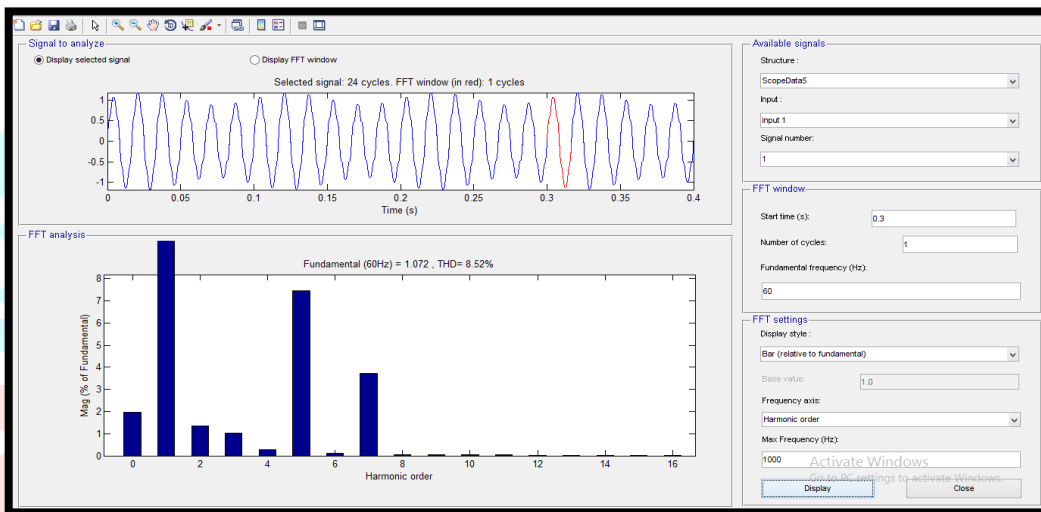 Signal to analyze
Display selected signal
Display FFT window
Selected signal: 24 cycles. FFT window (in red): 1 cycles
1
0.5
0
-0.5
-1
0 0.05 0.1 0.15 0.2 0.25 0.3 0.35 0.4
Time (s)
FFT analysis
Fundamental (60Hz) = 1.072 , THD= 8.52%
Mag (% of Fundamental)
8
7
6
5
4
3
2
1
0
0 2 4 6 8 10 12 14 16
Harmonic order
Available signals
Structure :
ScopeData5
Input :
input 1
Signal number:
1
FFT window
Start time (s):
0.3
Number of cycles:
1
Fundamental frequency (Hz):
60
FFT settings
Display style :
Bar (relative to fundamental)
Base value:
1.0
Frequency axis:
Harmonic order
Max Frequency (Hz):
1000
Activate Windows
Go to PC settings to activate Windows.
Display
Close